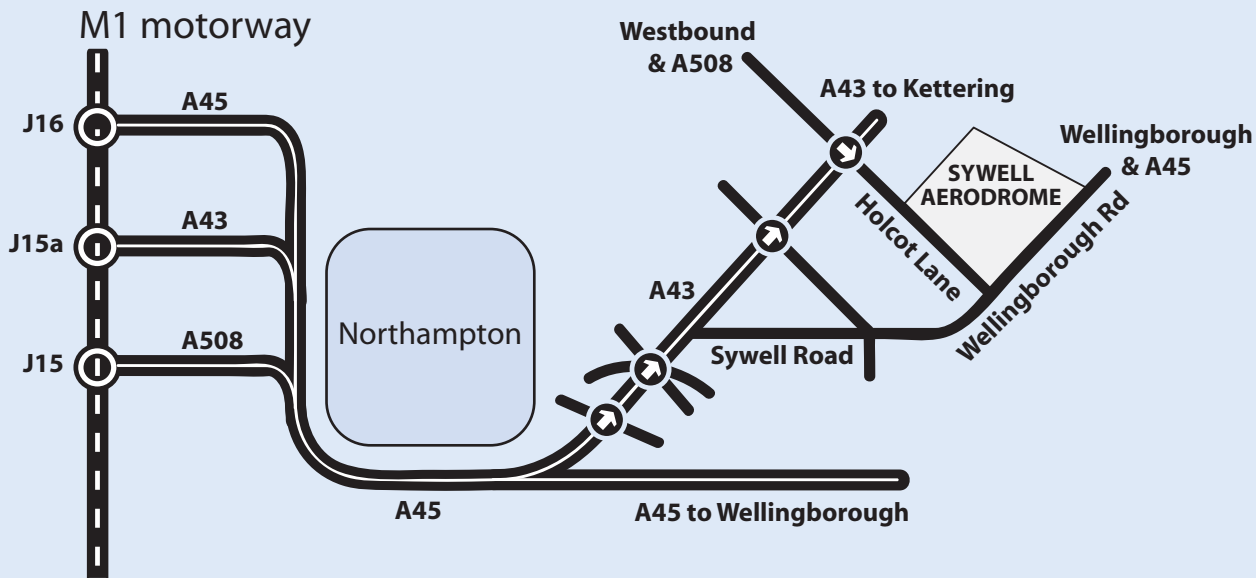 M1 motorway
J16
A45
J15a
A43
J15
A508
Northampton
A45
A45 to Wellingborough
A43
Sywell Road
Westbound
& A508
A43 to Kettering
Holcot Lane
SYWELL
AERODROME
Wellingborough
& A45
Wellingborough Rd